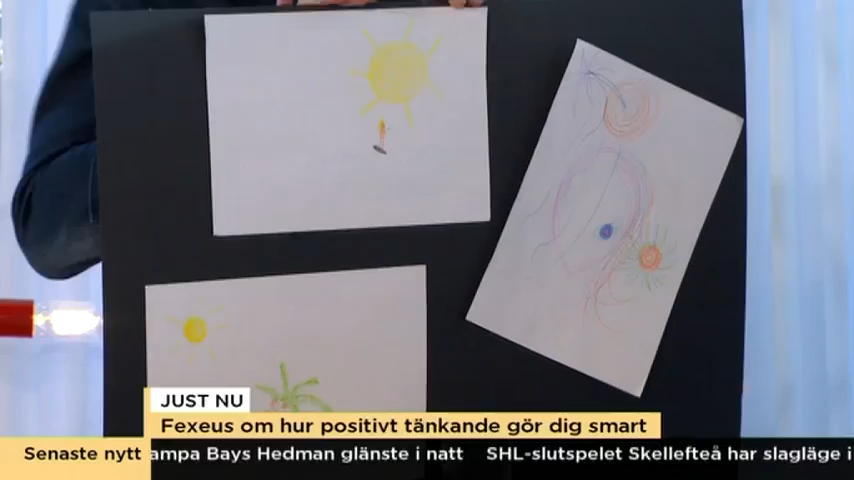 JUST NU
Fexeus om hur positivt tänkande gör dig smart
Senaste nytt ampa Bays Hedman glänste i natt SHL-slutspelet Skellefteå har slagläge i